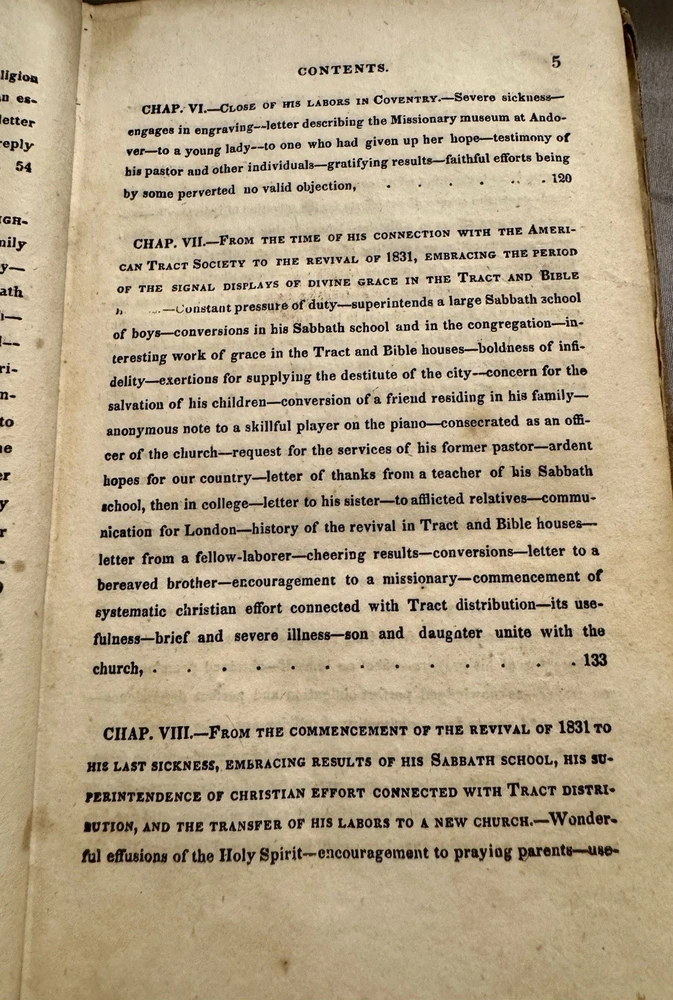 ligion
n es-
letter
reply
54
IGH-
nily
y—
ath
l—
ri-
n-
to
ne
er
y
r
CONTENTS.
5
CHAP. VI.—CLOSE OF HIS LABORS IN COVENTRY.—Severe sickness—
engages in engraving—letter describing the Missionary museum at Ando-
ver—to a young lady—to one who had given up her hope—testimony of
his pastor and other individuals—gratifying results—faithful efforts being
by some perverted no valid objection, . . . . . . . 120
CHAP. VII.—FROM THE TIME OF HIS CONNECTION WITH THE AMERI-
CAN TRACT SOCIETY TO THE REVIVAL OF 1831, EMBRACING THE PERIOD
OF THE SIGNAL DISPLAYS OF DIVINE GRACE IN THE TRACT AND BIBLE
—Constant pressure of duty—superintends a large Sabbath school
of boys—conversions in his Sabbath school and in the congregation—in-
teresting work of grace in the Tract and Bible houses—boldness of infi-
delity—exertions for supplying the destitute of the city—concern for the
salvation of his children—conversion of a friend residing in his family—
anonymous note to a skillful player on the piano—consecrated as an offi-
cer of the church—request for the services of his former pastor—ardent
hopes for our country—letter of thanks from a teacher of his Sabbath
school, then in college—letter to his sister—to afflicted relatives—commu-
nication for London—history of the revival in Tract and Bible houses—
letter from a fellow-laborer—cheering results—conversions—letter to a
bereaved brother—encouragement to a missionary—commencement of
systematic christian effort connected with Tract distribution—its use-
fulness—brief and severe illness—son and daughter unite with the
church, . . . . . . . . . . . . . 133
CHAP. VIII.—FROM THE COMMENCEMENT OF THE REVIVAL OF 1831 TO
HIS LAST SICKNESS, EMBRACING RESULTS OF HIS SABBATH SCHOOL, HIS SU-
PERINTENDENCE OF CHRISTIAN EFFORT CONNECTED WITH TRACT DISTRI-
BUTION, AND THE TRANSFER OF HIS LABORS TO A NEW CHURCH.—Wonder-
ful effusions of the Holy Spirit—encouragement to praying parents—use-